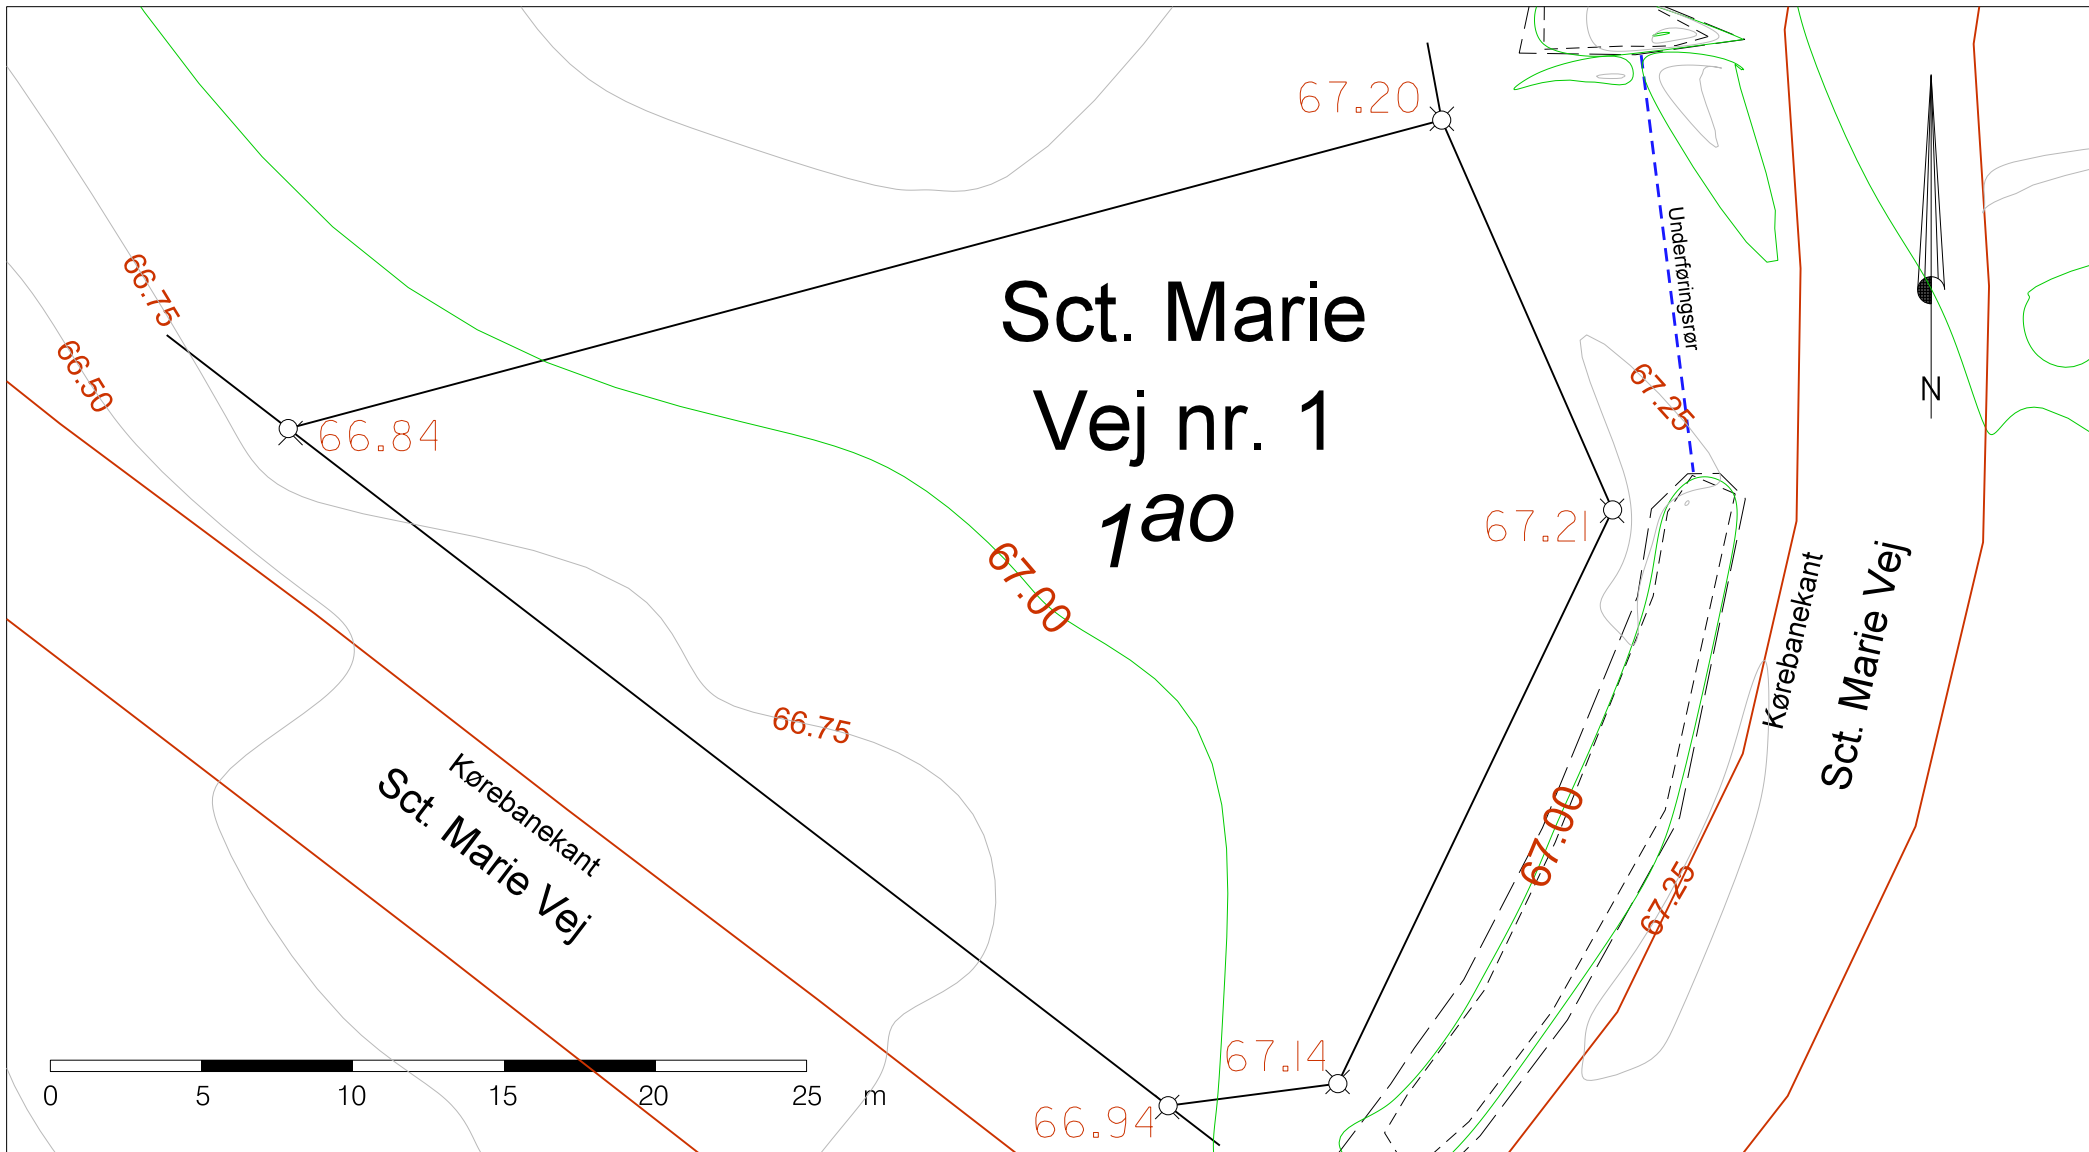 67.20
Underføringsrør
66.75
66.50
Sct. Marie
Vej nr. 1
1ao
67.25
N
66.84
67.21
67.00
Kørebanekant
Sct. Marie Vej
66.75
Kørebanekant
Sct. Marie Vej
67.00
67.25
67.14
66.94
0 5 10 15 20 25 m